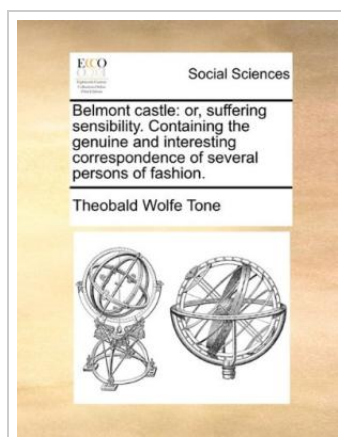 ECCO
Social Sciences
Belmont castle: or, suffering
sensibility. Containing the
genuine and interesting
correspondence of several
persons of fashion.
Theobald Wolfe Tone